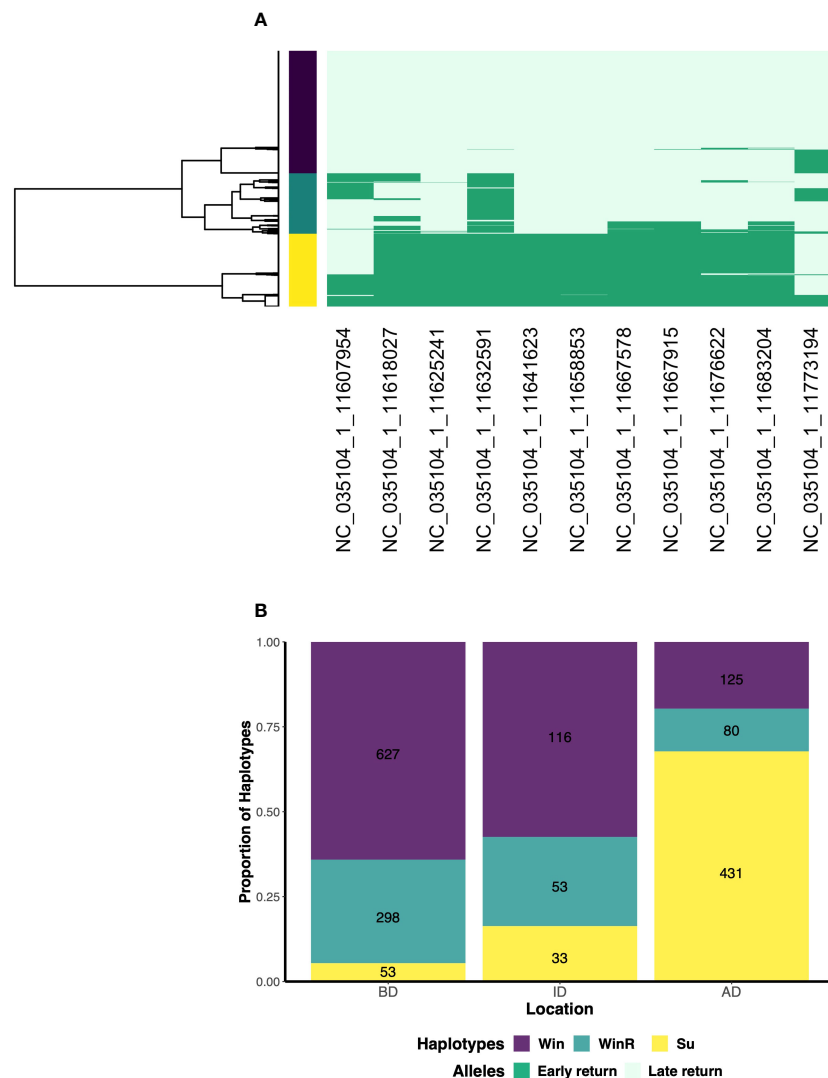 A
NC_035104_1_11607954
NC_035104_1_11618027
NC_035104_1_11625241
NC_035104_1_11632591
NC_035104_1_11641623
NC_035104_1_11658853
NC_035104_1_11667578
NC_035104_1_11667915
NC_035104_1_11676622
NC_035104_1_11683204
NC_035104_1_11773194
B
Proportion of Haplotypes
1.00
0.75
0.50
0.25
0.00
627
298
53
116
53
33
125
80
431
BD ID AD
Location
Haplotypes Win WinR Su
Alleles Early return Late return